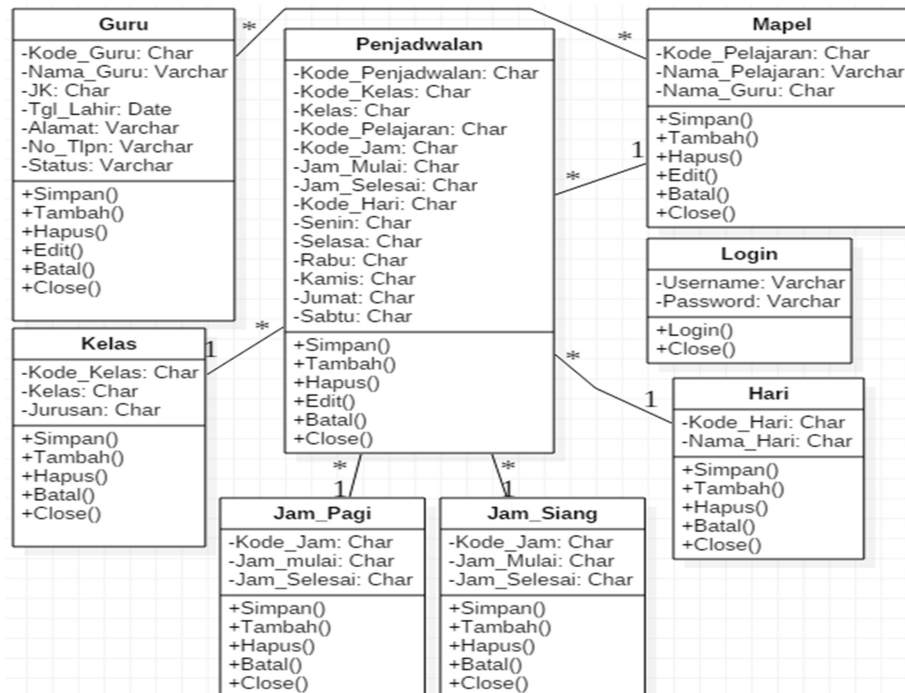 Guru
-Kode_Guru: Char
-Nama_Guru: Varchar
-JK: Char
-Tgl_Lahir: Date
-Alamat: Varchar
-No_Tlpn: Varchar
-Status: Varchar
+Simpan()
+Tambah()
+Hapus()
+Edit()
+Batal()
+Close()
*
*
Penjadwalan
-Kode_Penjadwalan: Char
-Kode_Kelas: Char
-Kelas: Char
-Kode_Pelajaran: Char
-Kode_Jam: Char
-Jam_Mulai: Char
-Jam_Selesai: Char
-Kode_Hari: Char
-Senin: Char
-Selasa: Char
-Rabu: Char
-Kamis: Char
-Jumat: Char
-Sabtu: Char
+Simpan()
+Tambah()
+Hapus()
+Edit()
+Batal()
+Close()
Mapel
-Kode_Pelajaran: Char
-Nama_Pelajaran: Varchar
-Nama_Guru: Char
+Simpan()
+Tambah()
+Hapus()
+Edit()
+Batal()
+Close()
1
*
Login
-Username: Varchar
-Password: Varchar
+Login()
+Close()
Kelas
-Kode_Kelas: Char
-Kelas: Char
-Jurusan: Char
+Simpan()
+Tambah()
+Hapus()
+Batal()
+Close()
1
*
*
1
Hari
-Kode_Hari: Char
-Nama_Hari: Char
+Simpan()
+Tambah()
+Hapus()
+Batal()
+Close()
*
1
Jam_Pagi
-Kode_Jam: Char
-Jam_mulai: Char
-Jam_Selesai: Char
+Simpan()
+Tambah()
+Hapus()
+Batal()
+Close()
*
1
Jam_Siang
-Kode_Jam: Char
-Jam_Mulai: Char
-Jam_Selesai: Char
+Simpan()
+Tambah()
+Hapus()
+Batal()
+Close()